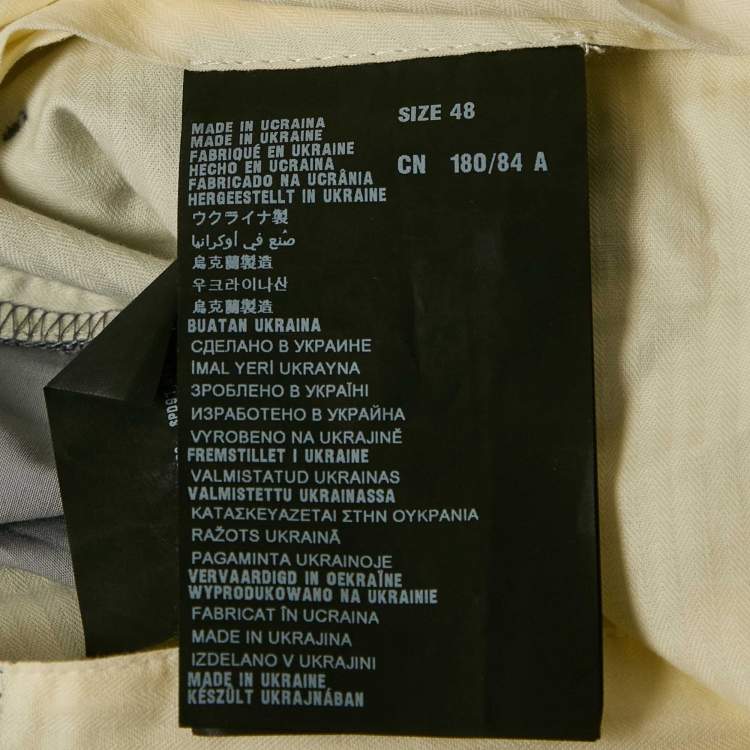 MADE IN UCRAINA
MADE IN UKRAINE
FABRIQUÉ EN UKRAINE
HECHO EN UCRAINA
FABRICADO NA UCRÂNIA
HERGEESTELLT IN UKRAINE
ウクライナ製
صنع في أوكرانيا
烏克蘭製造
우크라이나산
烏克蘭製造
BUATAN UKRAINA
СДЕЛАНО В УКРАИНЕ
İMAL YERİ UKRAYNA
ЗРОБЛЕНО В УКРАЇНІ
ИЗРАБОТЕНО В УКРАЙНА
VYROBENO NA UKRAJINĚ
FREMSTILLET I UKRAINE
VALMISTATUD UKRAINAS
VALMISTETTU UKRAINASSA
ΚΑΤΑΣΚΕΥΑΖΕΤΑΙ ΣΤΗΝ ΟΥΚΡΑΝΙΑ
RAŽOTS UKRAINĀ
PAGAMINTA UKRAINOJE
VERVAARDIGD IN OEKRAÏNE
WYPRODUKOWANO NA UKRAINIE
FABRICAT ÎN UCRAINA
MADE IN UKRAJINA
IZDELANO V UKRAJINI
MADE IN UKRAINE
KÉSZÜLT UKRAJNÁBAN
SIZE 48
CN 180/84 A